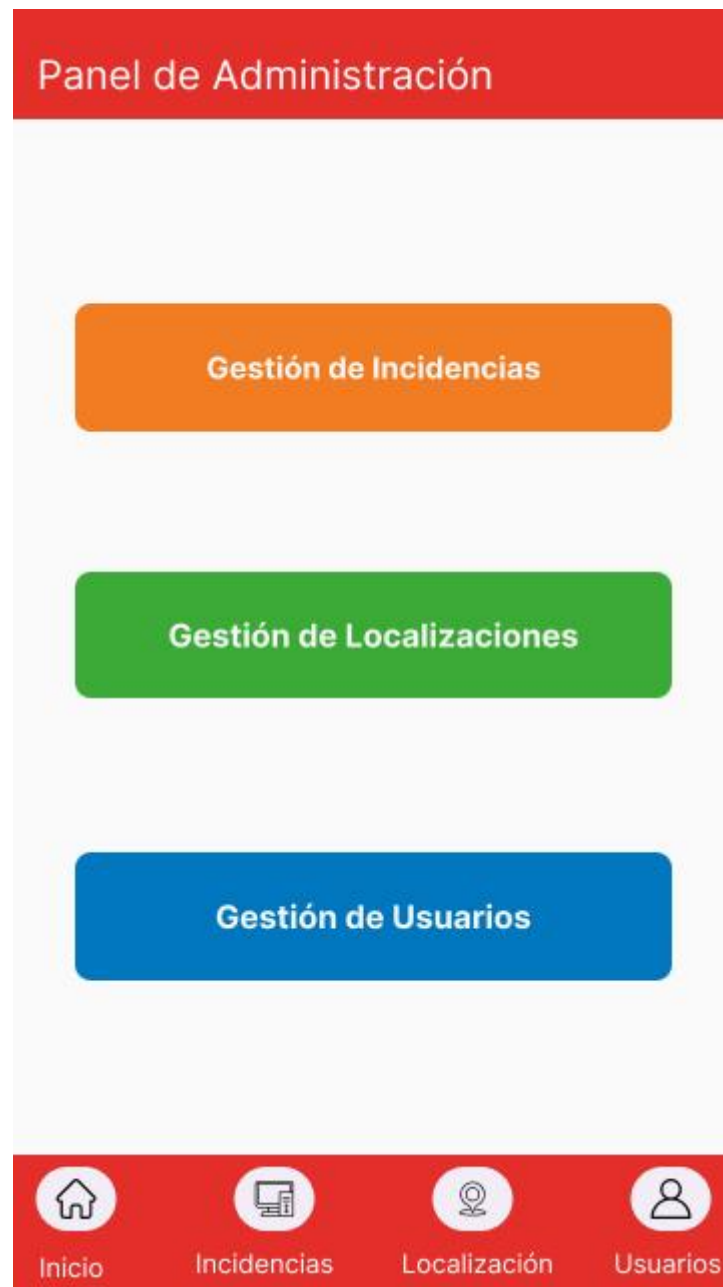 Panel de Administración
Gestión de Incidencias
Gestión de Localizaciones
Gestión de Usuarios
Inicio
Incidencias
Localización
Usuarios